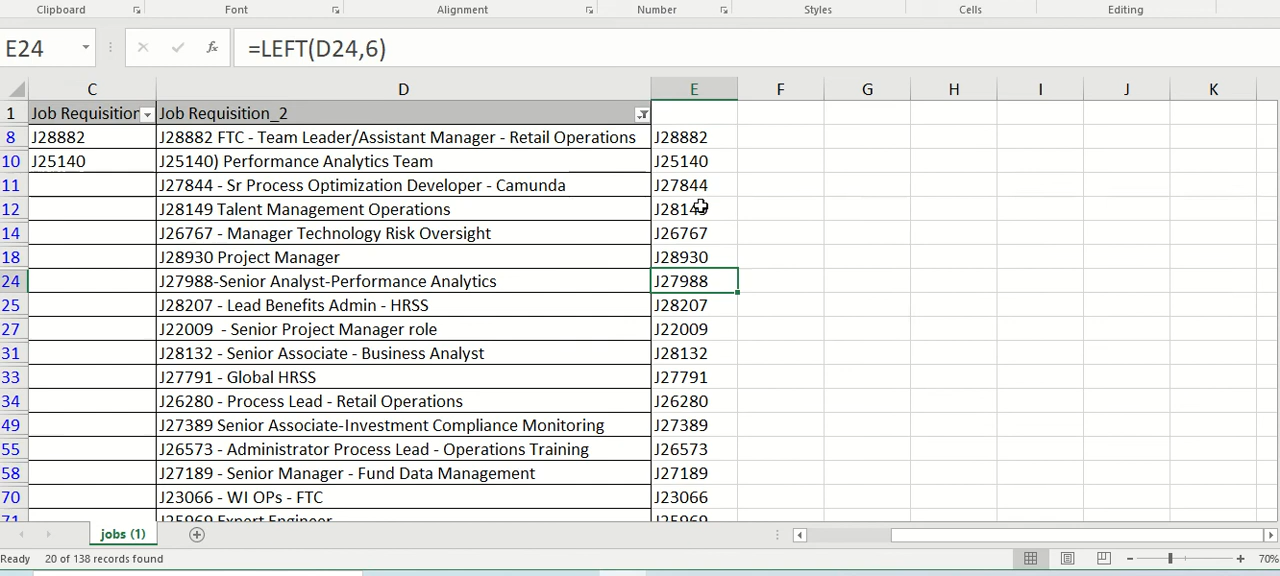 Clipboard Font Alignment Number Styles Cells Editing
E24 fx =LEFT(D24,6)
C D E F G H I J K
1 Job Requisition Job Requisition_2
8 J28882 J28882 FTC - Team Leader/Assistant Manager - Retail Operations J28882
10 J25140 J25140) Performance Analytics Team J25140
11 J27844 - Sr Process Optimization Developer - Camunda J27844
12 J28149 Talent Management Operations J28149
14 J26767 - Manager Technology Risk Oversight J26767
18 J28930 Project Manager J28930
24 J27988-Senior Analyst-Performance Analytics J27988
25 J28207 - Lead Benefits Admin - HRSS J28207
27 J22009  - Senior Project Manager role J22009
31 J28132 - Senior Associate - Business Analyst J28132
33 J27791 - Global HRSS J27791
34 J26280 - Process Lead - Retail Operations J26280
49 J27389 Senior Associate-Investment Compliance Monitoring J27389
55 J26573 - Administrator Process Lead - Operations Training J26573
58 J27189 - Senior Manager - Fund Data Management J27189
70 J23066 - WI OPs - FTC J23066
71 J25969 Expert Engineer J25969
jobs (1)
Ready 20 of 138 records found 70%